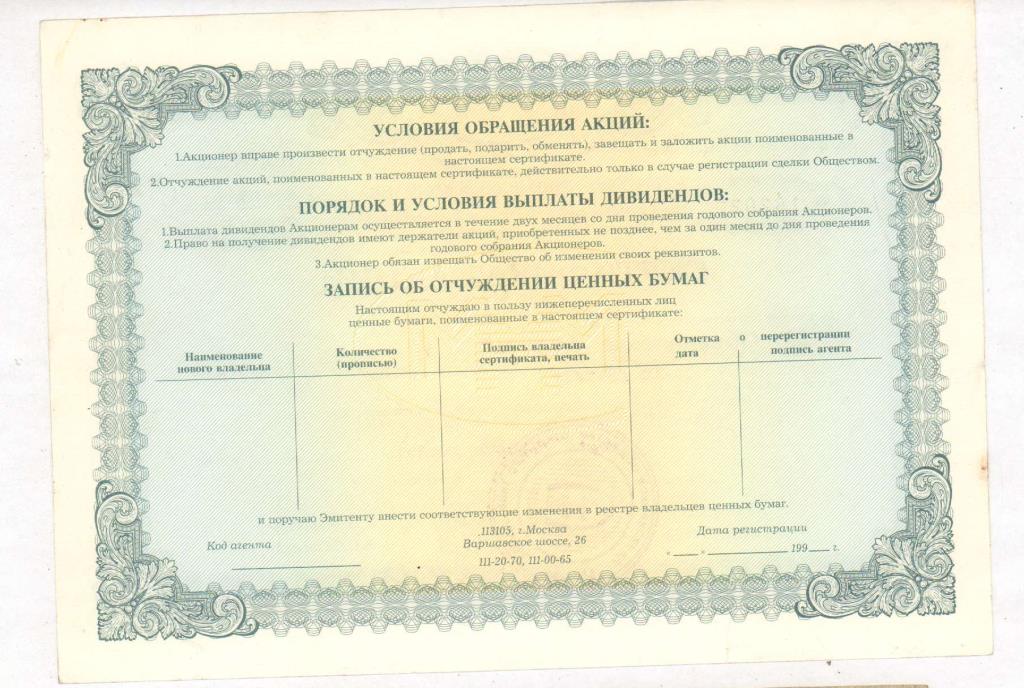 УСЛОВИЯ ОБРАЩЕНИЯ АКЦИЙ:
1.Акционер вправе произвести отчуждение (продать, подарить, обменять), завещать и заложить акции поименованные в
настоящем сертификате.
2.Отчуждение акций, поименованных в настоящем сертификате, действительно только в случае регистрации сделки Обществом.
ПОРЯДОК И УСЛОВИЯ ВЫПЛАТЫ ДИВИДЕНДОВ:
1.Выплата дивидендов Акционерам осуществляется в течение двух месяцев со дня проведения годового собрания Акционеров.
2.Право на получение дивидендов имеют держатели акций, приобретенных не позднее, чем за один месяц до дня проведения
годового собрания Акционеров.
3.Акционер обязан извещать Общество об изменении своих реквизитов.
ЗАПИСЬ ОБ ОТЧУЖДЕНИИ ЦЕННЫХ БУМАГ
Настоящим отчуждаю в пользу нижеперечисленных лиц
ценные бумаги, поименованные в настоящем сертификате:
Наименование
нового владельца
Количество
(прописью)
Подпись владельца
сертификата, печать
Отметка о перерегистрации
дата подпись агента
и поручаю Эмитенту внести соответствующие изменения в реестре владельцев ценных бумаг.
Код агента
113105, г.Москва
Варшавское шоссе, 26
111-20-70, 111-00-65
Дата регистрации
"___" ________ 199___ г.